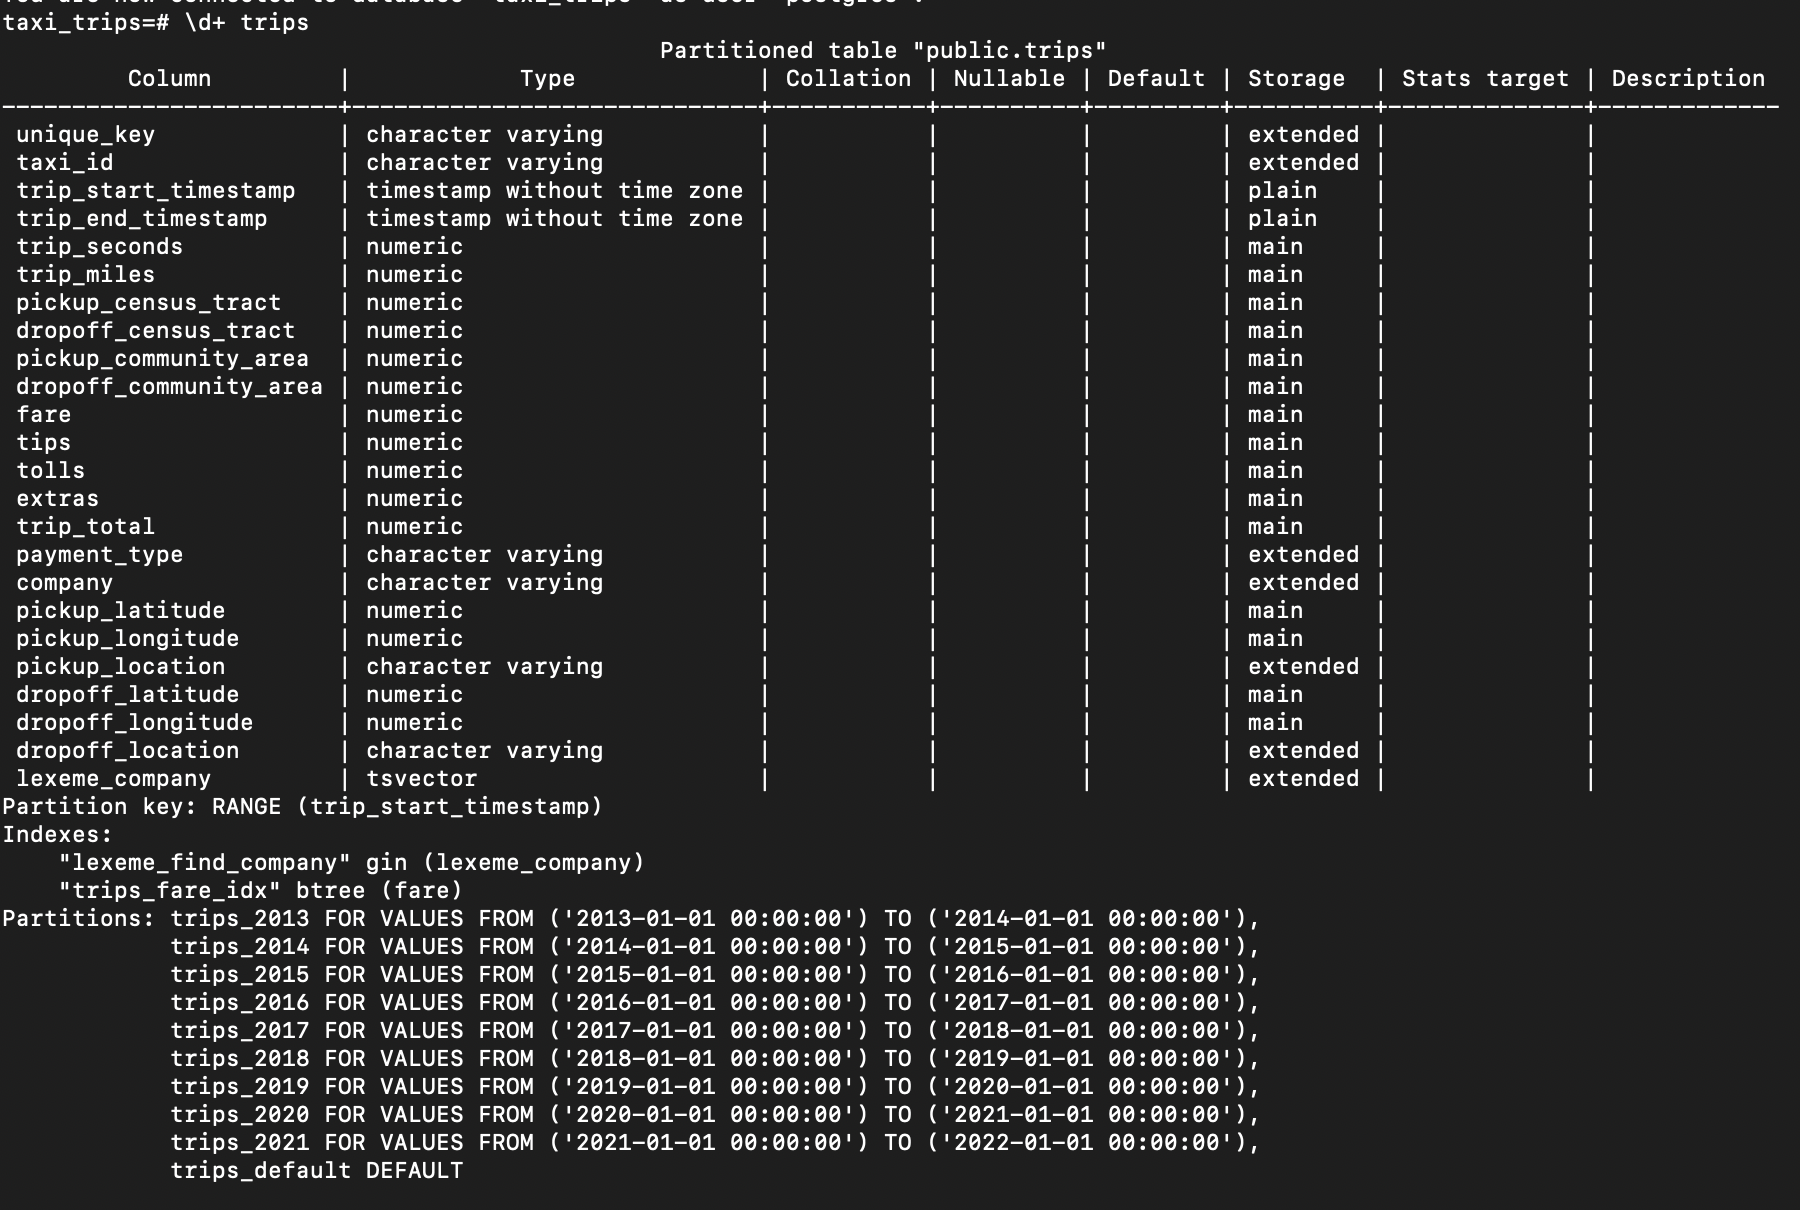 You are now connected to database "taxi_trips" as user "postgres".
taxi_trips=# \d+ trips
                                               Partitioned table "public.trips"
         Column         |            Type             | Collation | Nullable | Default | Storage  | Stats target | Description
------------------------+-----------------------------+-----------+----------+---------+----------+--------------+-------------
 unique_key             | character varying           |           |          |         | extended |              |
 taxi_id                | character varying           |           |          |         | extended |              |
 trip_start_timestamp   | timestamp without time zone |           |          |         | plain    |              |
 trip_end_timestamp     | timestamp without time zone |           |          |         | plain    |              |
 trip_seconds           | numeric                     |           |          |         | main     |              |
 trip_miles             | numeric                     |           |          |         | main     |              |
 pickup_census_tract    | numeric                     |           |          |         | main     |              |
 dropoff_census_tract   | numeric                     |           |          |         | main     |              |
 pickup_community_area  | numeric                     |           |          |         | main     |              |
 dropoff_community_area | numeric                     |           |          |         | main     |              |
 fare                   | numeric                     |           |          |         | main     |              |
 tips                   | numeric                     |           |          |         | main     |              |
 tolls                  | numeric                     |           |          |         | main     |              |
 extras                 | numeric                     |           |          |         | main     |              |
 trip_total             | numeric                     |           |          |         | main     |              |
 payment_type           | character varying           |           |          |         | extended |              |
 company                | character varying           |           |          |         | extended |              |
 pickup_latitude        | numeric                     |           |          |         | main     |              |
 pickup_longitude       | numeric                     |           |          |         | main     |              |
 pickup_location        | character varying           |           |          |         | extended |              |
 dropoff_latitude       | numeric                     |           |          |         | main     |              |
 dropoff_longitude      | numeric                     |           |          |         | main     |              |
 dropoff_location       | character varying           |           |          |         | extended |              |
 lexeme_company         | tsvector                    |           |          |         | extended |              |
Partition key: RANGE (trip_start_timestamp)
Indexes:
    "lexeme_find_company" gin (lexeme_company)
    "trips_fare_idx" btree (fare)
Partitions: trips_2013 FOR VALUES FROM ('2013-01-01 00:00:00') TO ('2014-01-01 00:00:00'),
            trips_2014 FOR VALUES FROM ('2014-01-01 00:00:00') TO ('2015-01-01 00:00:00'),
            trips_2015 FOR VALUES FROM ('2015-01-01 00:00:00') TO ('2016-01-01 00:00:00'),
            trips_2016 FOR VALUES FROM ('2016-01-01 00:00:00') TO ('2017-01-01 00:00:00'),
            trips_2017 FOR VALUES FROM ('2017-01-01 00:00:00') TO ('2018-01-01 00:00:00'),
            trips_2018 FOR VALUES FROM ('2018-01-01 00:00:00') TO ('2019-01-01 00:00:00'),
            trips_2019 FOR VALUES FROM ('2019-01-01 00:00:00') TO ('2020-01-01 00:00:00'),
            trips_2020 FOR VALUES FROM ('2020-01-01 00:00:00') TO ('2021-01-01 00:00:00'),
            trips_2021 FOR VALUES FROM ('2021-01-01 00:00:00') TO ('2022-01-01 00:00:00'),
            trips_default DEFAULT